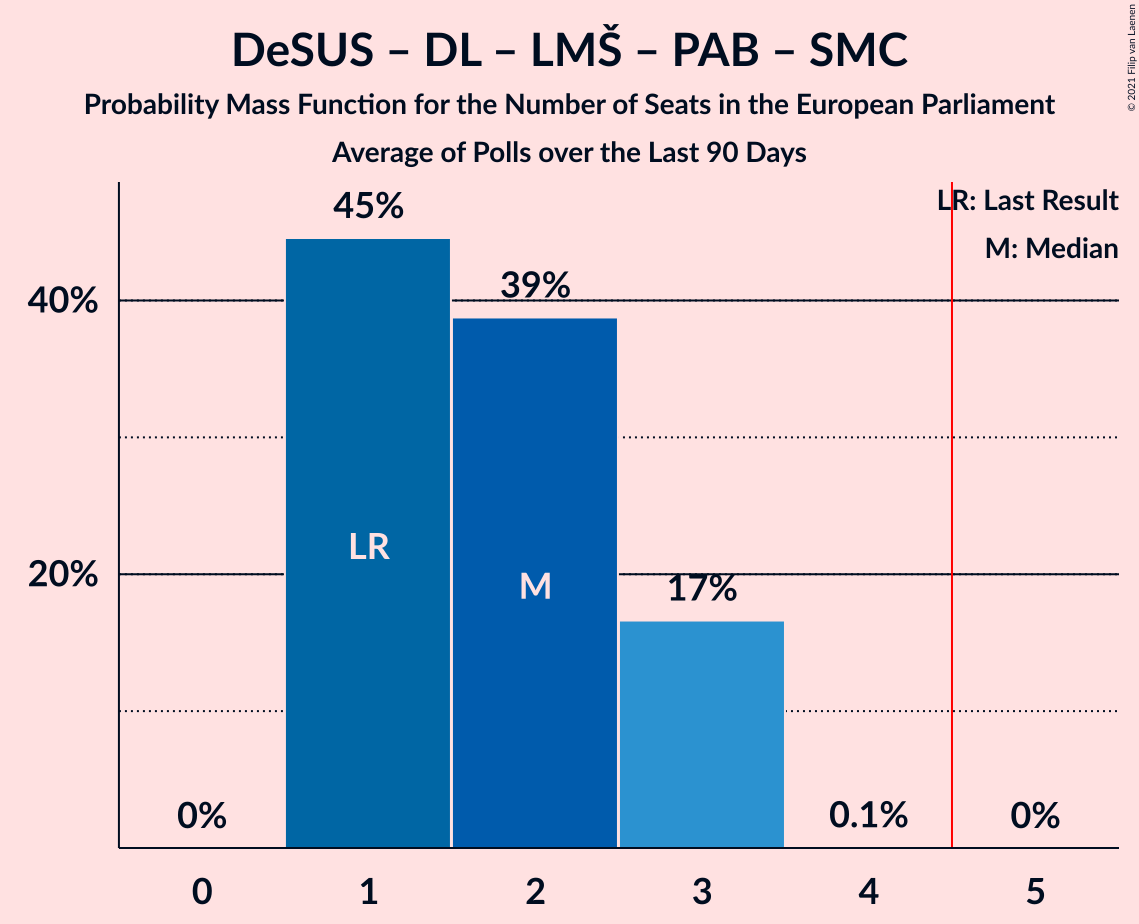 DeSUS – DL – LMŠ – PAB – SMC
Probability Mass Function for the Number of Seats in the European Parliament
Average of Polls over the Last 90 Days
© 2021 Filip van Laenen
LR: Last Result
M: Median
45%
39%
40%
LR
M
20%
17%
0%
0.1%
0%
0 1 2 3 4 5